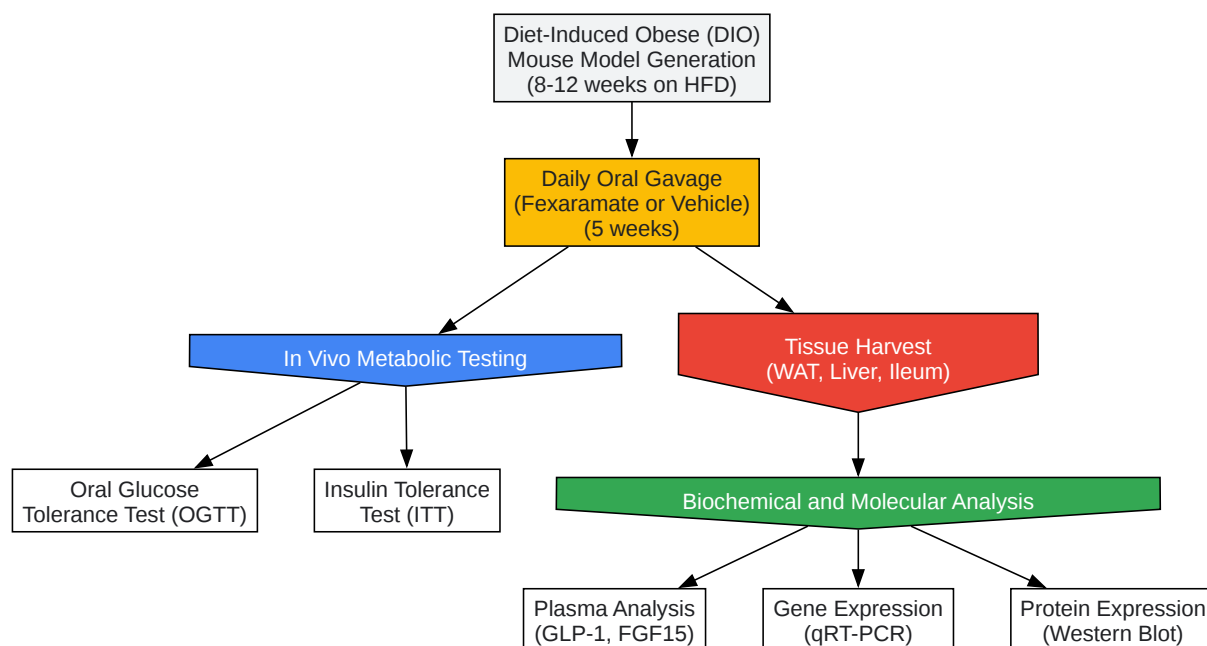 Diet-Induced Obese (DIO)
Mouse Model Generation
(8-12 weeks on HFD)
Daily Oral Gavage
(Fexaramate or Vehicle)
(5 weeks)
In Vivo Metabolic Testing
Tissue Harvest
(WAT, Liver, Ileum)
Oral Glucose
Tolerance Test (OGTT)
Insulin Tolerance
Test (ITT)
Biochemical and Molecular Analysis
Plasma Analysis
(GLP-1, FGF15)
Gene Expression
(qRT-PCR)
Protein Expression
(Western Blot)